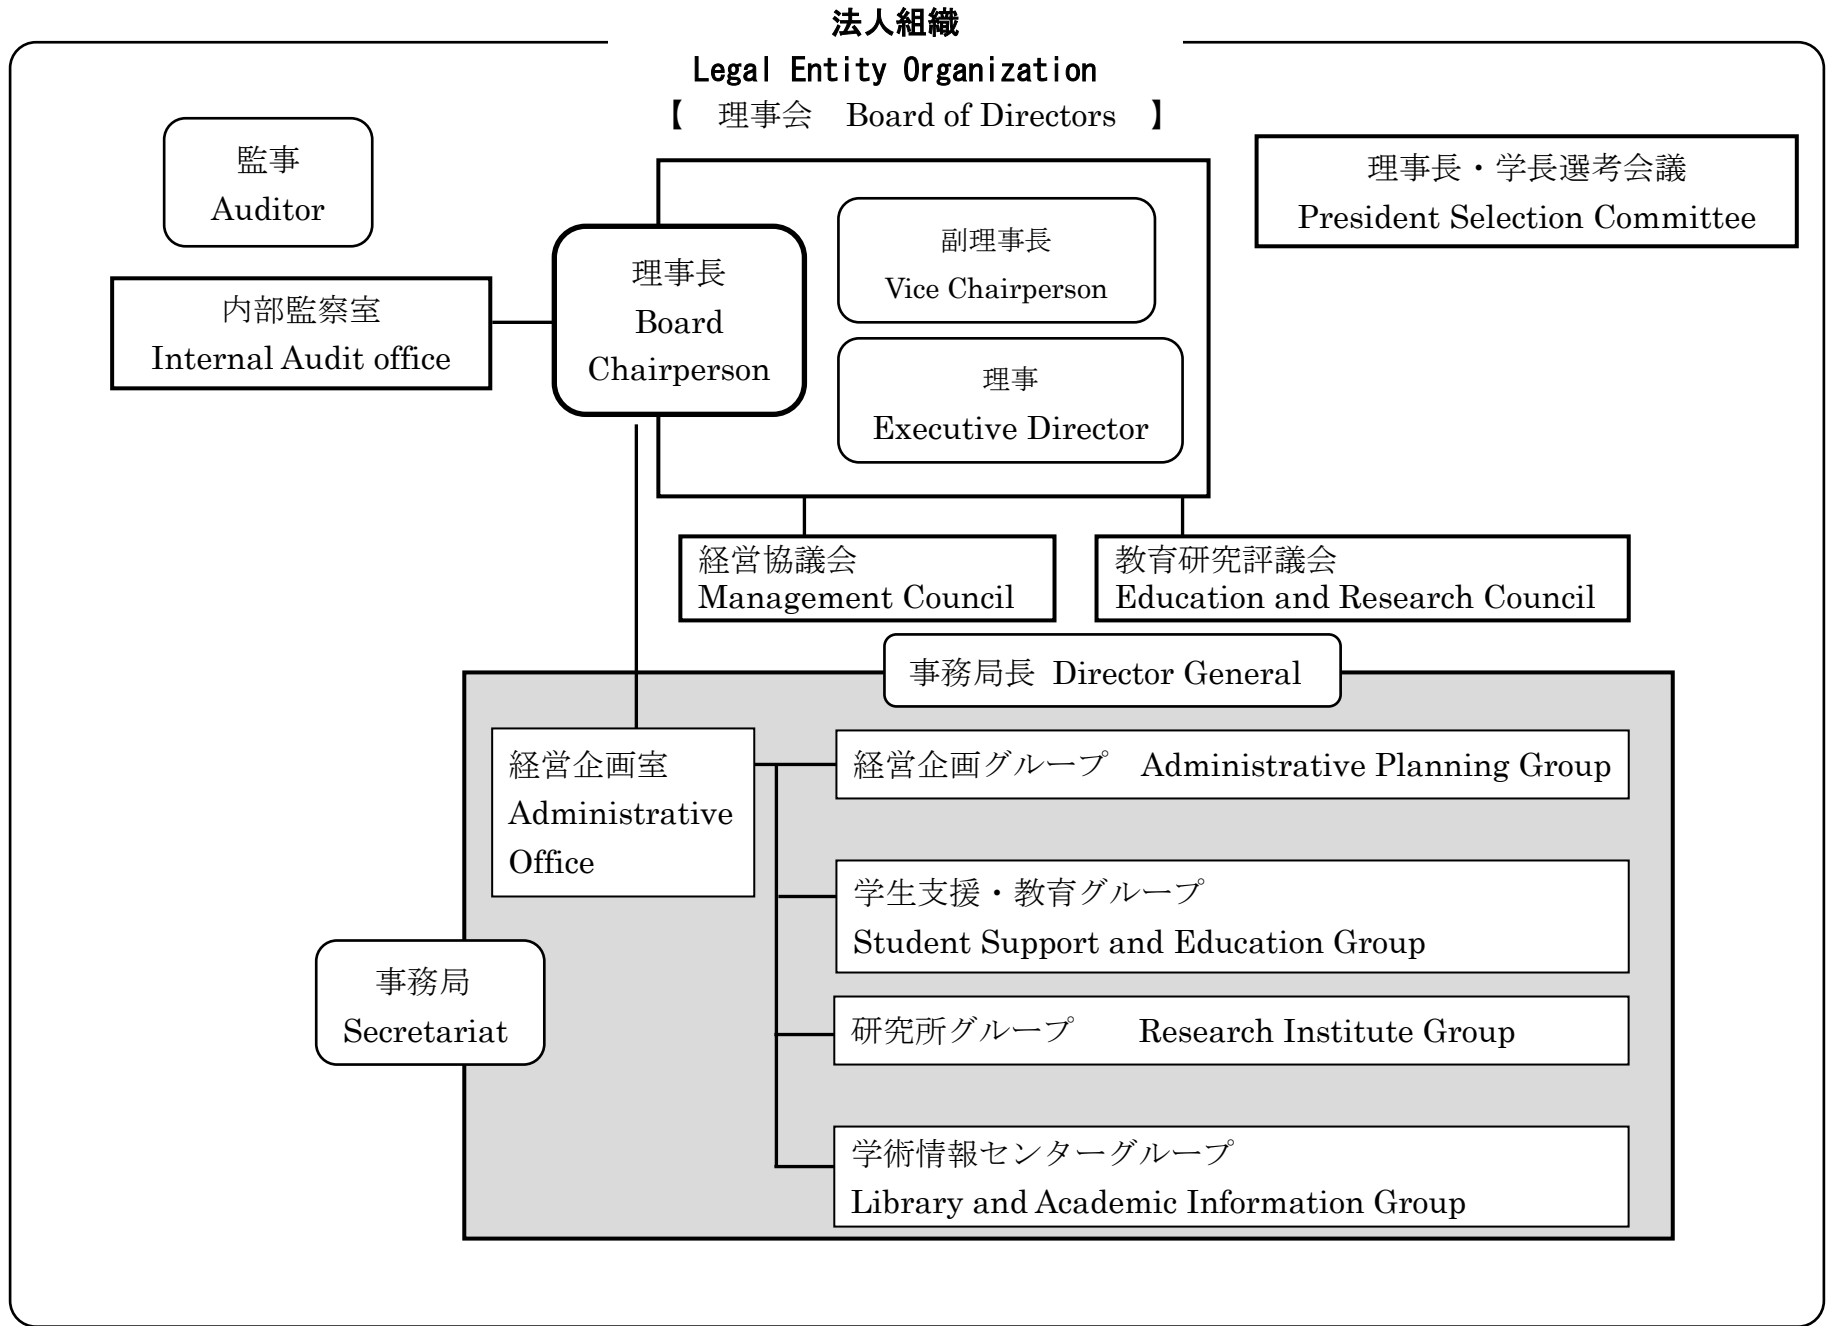 法人組織
Legal Entity Organization
【　理事会　Board of Directors　】
監事
Auditor
理事長・学長選考会議
President Selection Committee
副理事長
Vice Chairperson
理事長
Board
Chairperson
内部監察室
Internal Audit office
理事
Executive Director
経営協議会
Management Council
教育研究評議会
Education and Research Council
事務局長 Director General
経営企画室
Administrative
Office
経営企画グループ　Administrative Planning Group
学生支援・教育グループ
Student Support and Education Group
事務局
Secretariat
研究所グループ　　Research Institute Group
学術情報センターグループ
Library and Academic Information Group